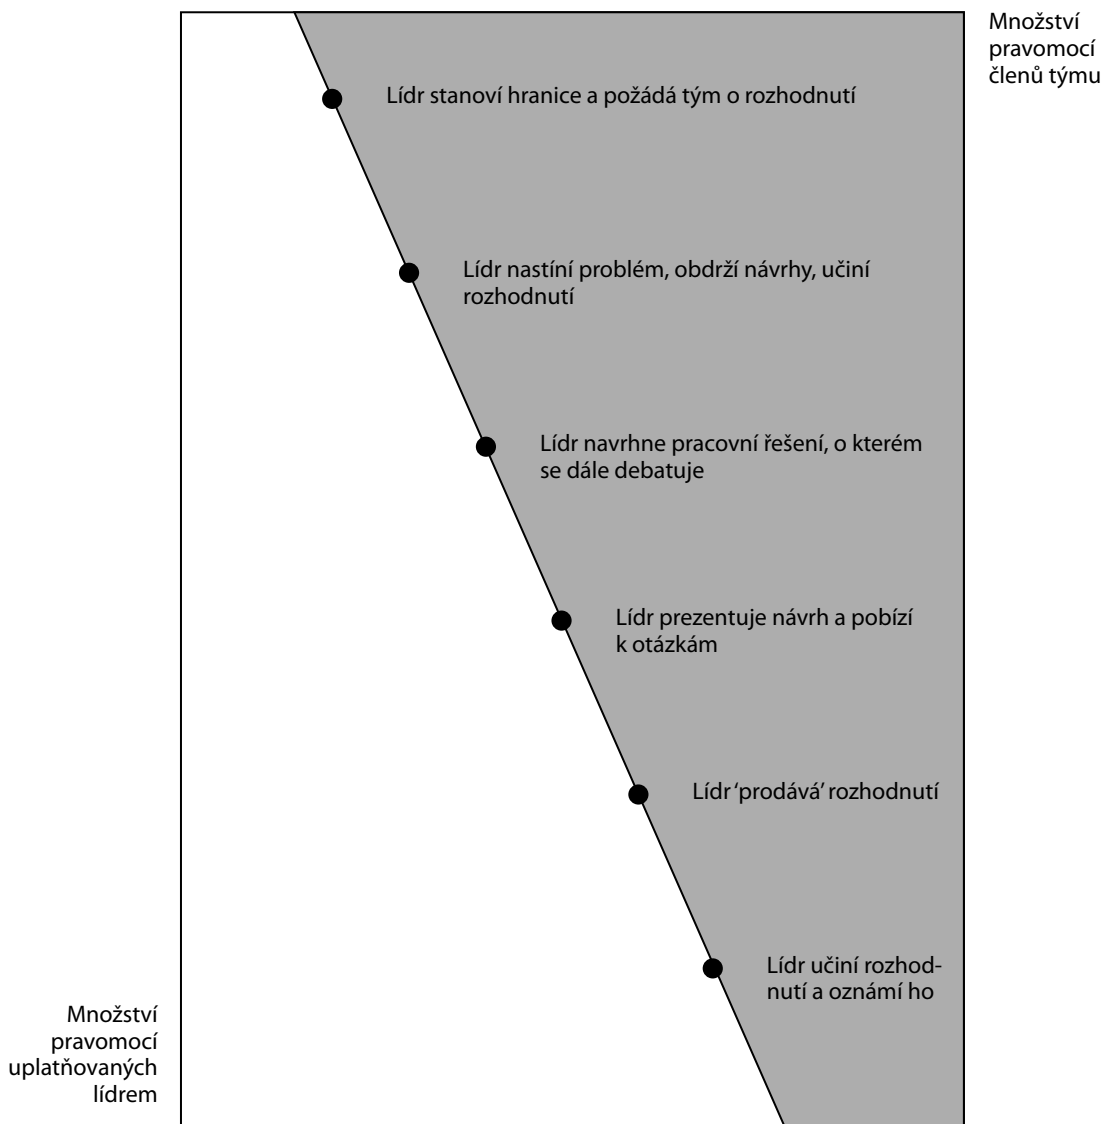 Množství
pravomocí
členů týmu
Lídr stanoví hranice a požádá tým o rozhodnutí
Lídr nastíní problém, obdrží návrhy, učiní
rozhodnutí
Lídr navrhne pracovní řešení, o kterém
se dále debatuje
Lídr prezentuje návrh a pobízí
k otázkám
Lídr ‘prodává’ rozhodnutí
Lídr učiní rozhod-
nutí a oznámí ho
Množství
pravomocí
uplatňovaných
lídrem